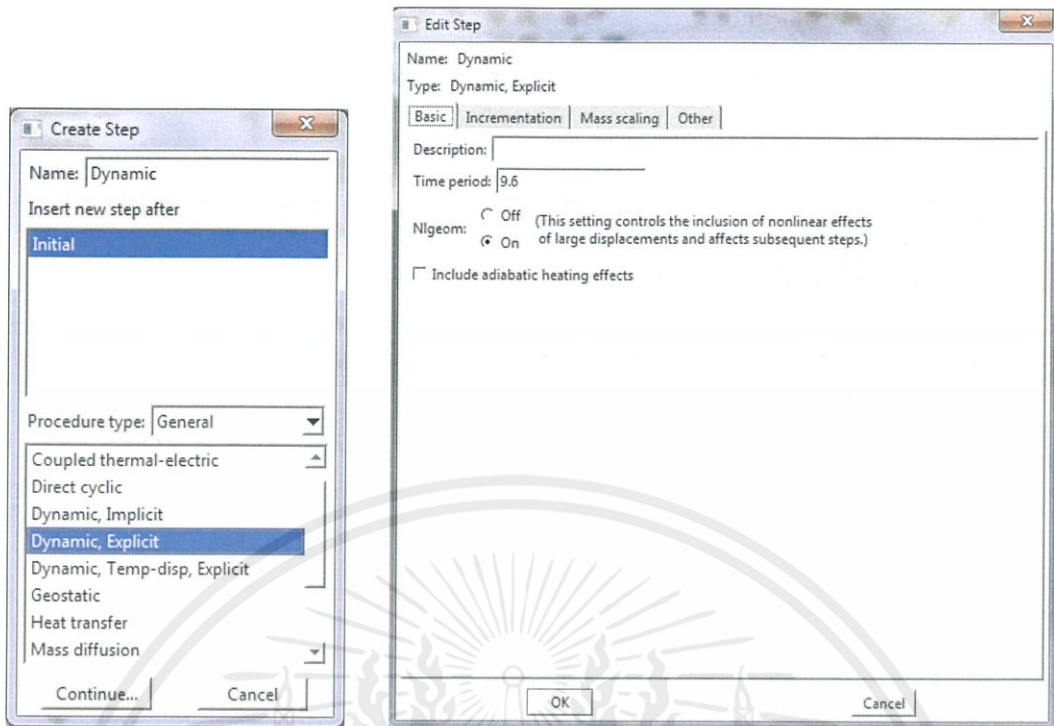 Create Step
Name: Dynamic
Insert new step after
Initial
Procedure type: General
Coupled thermal-electric
Direct cyclic
Dynamic, Implicit
Dynamic, Explicit
Dynamic, Temp-disp, Explicit
Geostatic
Heat transfer
Mass diffusion
Continue...
Cancel
Edit Step
Name: Dynamic
Type: Dynamic, Explicit
Basic Incrementation Mass scaling Other
Description:
Time period: 9.6
Nlgeom: Off (This setting controls the inclusion of nonlinear effects
On of large displacements and affects subsequent steps.)
Include adiabatic heating effects
OK
Cancel